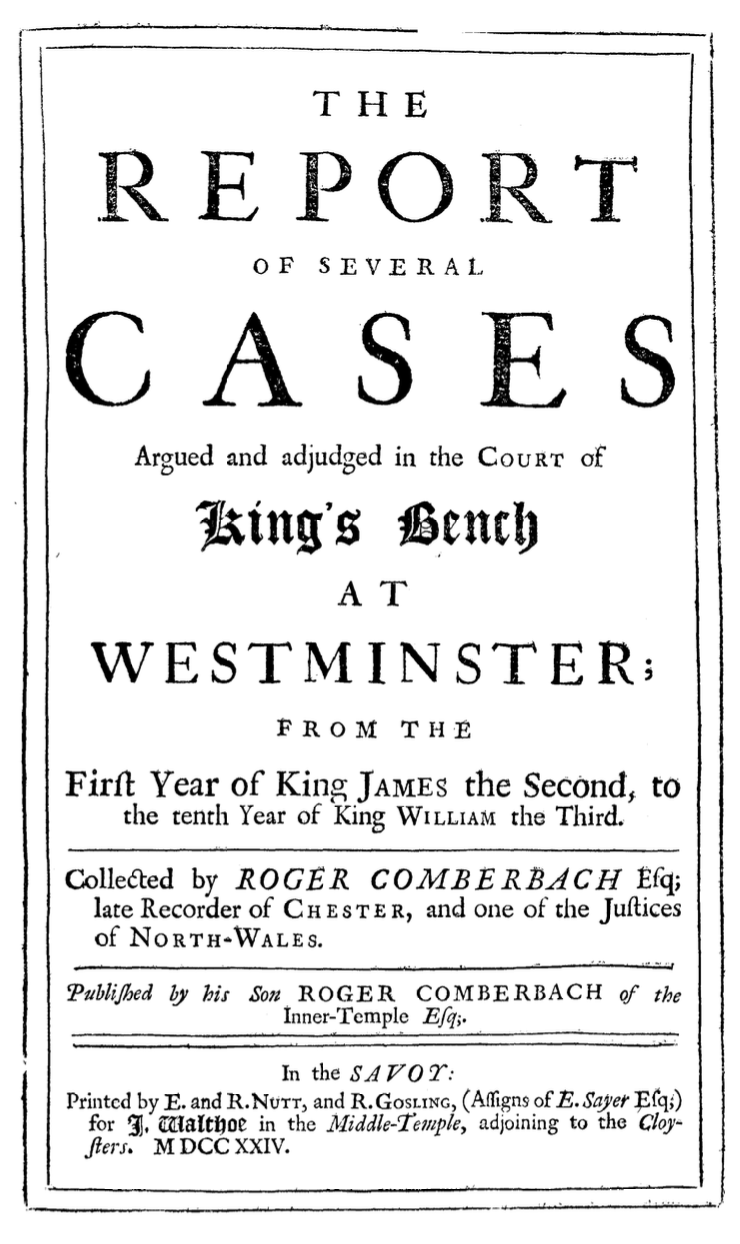 THE
REPORT
OF SEVERAL
CASES
Argued and adjudged in the COURT of
King's Bench
AT
WESTMINSTER;
FROM THE
Firſt Year of King JAMES the Second, to
the tenth Year of King WILLIAM the Third.
Collected by ROGER COMBERBACH Eſq;
late Recorder of CHESTER, and one of the Juſtices
of NORTH-WALES.
Publiſhed by his Son ROGER COMBERBACH of the
Inner-Temple Eſq;.
In the SAVOY:
Printed by E. and R. NUTT, and R. GOSLING, (Aſſigns of E. Sayer Eſq;)
for J. Walthoe in the Middle-Temple, adjoining to the Cloy-
ſters. M DCC XXIV.